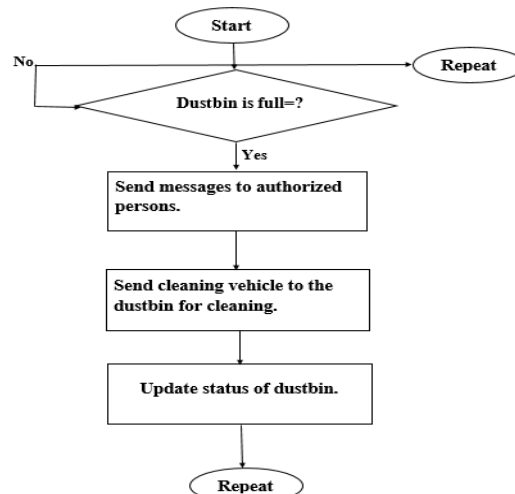 Start
No
Repeat
Dustbin is full=?
Yes
Send messages to authorized
persons.
Send cleaning vehicle to the
dustbin for cleaning.
Update status of dustbin.
Repeat